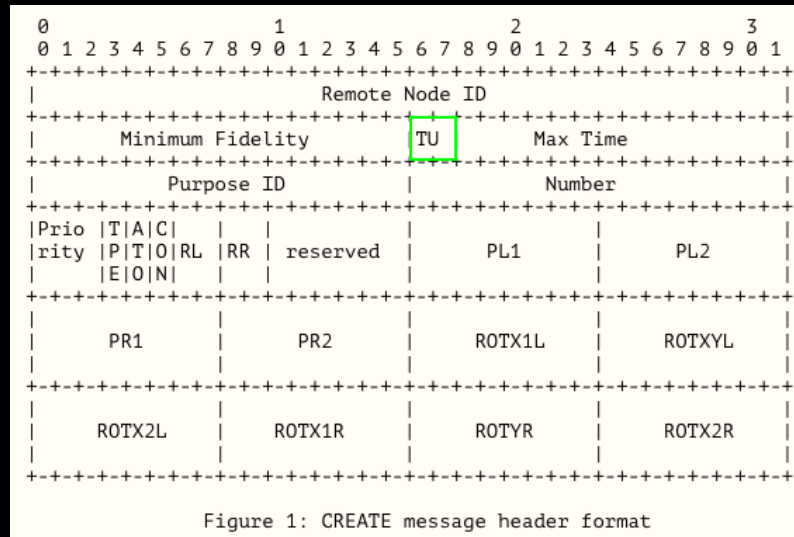 0                   1                   2                   3
0 1 2 3 4 5 6 7 8 9 0 1 2 3 4 5 6 7 8 9 0 1 2 3 4 5 6 7 8 9 0 1
+-+-+-+-+-+-+-+-+-+-+-+-+-+-+-+-+-+-+-+-+-+-+-+-+-+-+-+-+-+-+-+-+
|                        Remote Node ID                         |
+-+-+-+-+-+-+-+-+-+-+-+-+-+-+-+-+-+-+-+-+-+-+-+-+-+-+-+-+-+-+-+-+
|       Minimum Fidelity        |TU |      Max Time             |
+-+-+-+-+-+-+-+-+-+-+-+-+-+-+-+-+-+-+-+-+-+-+-+-+-+-+-+-+-+-+-+-+
|           Purpose ID          |           Number              |
+-+-+-+-+-+-+-+-+-+-+-+-+-+-+-+-+-+-+-+-+-+-+-+-+-+-+-+-+-+-+-+-+
|Prio |T|A|C|   |   |           |               |               |
|rity |P|T|O|RL |RR | reserved  |      PL1      |      PL2      |
|     |E|O|N|   |   |           |               |               |
+-+-+-+-+-+-+-+-+-+-+-+-+-+-+-+-+-+-+-+-+-+-+-+-+-+-+-+-+-+-+-+-+
|               |               |               |               |
|      PR1      |      PR2      |     ROTX1L    |     ROTXYL    |
|               |               |               |               |
+-+-+-+-+-+-+-+-+-+-+-+-+-+-+-+-+-+-+-+-+-+-+-+-+-+-+-+-+-+-+-+-+
|               |               |               |               |
|     ROTX2L    |    ROTX1R     |     ROTYR     |     ROTX2R    |
|               |               |               |               |
+-+-+-+-+-+-+-+-+-+-+-+-+-+-+-+-+-+-+-+-+-+-+-+-+-+-+-+-+-+-+-+-+
Figure 1: CREATE message header format